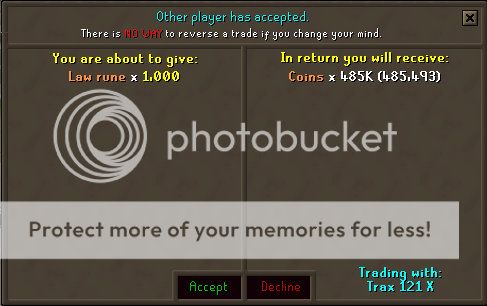 Other player has accepted.
There is NO WAY to reverse a trade if you change your mind.
You are about to give:
Law rune x 1,000
In return you will receive:
Coins x 485K (485,493)
photobucket
Protect more of your memories for less!
Accept
Decline
Trading with:
Trax 121 X